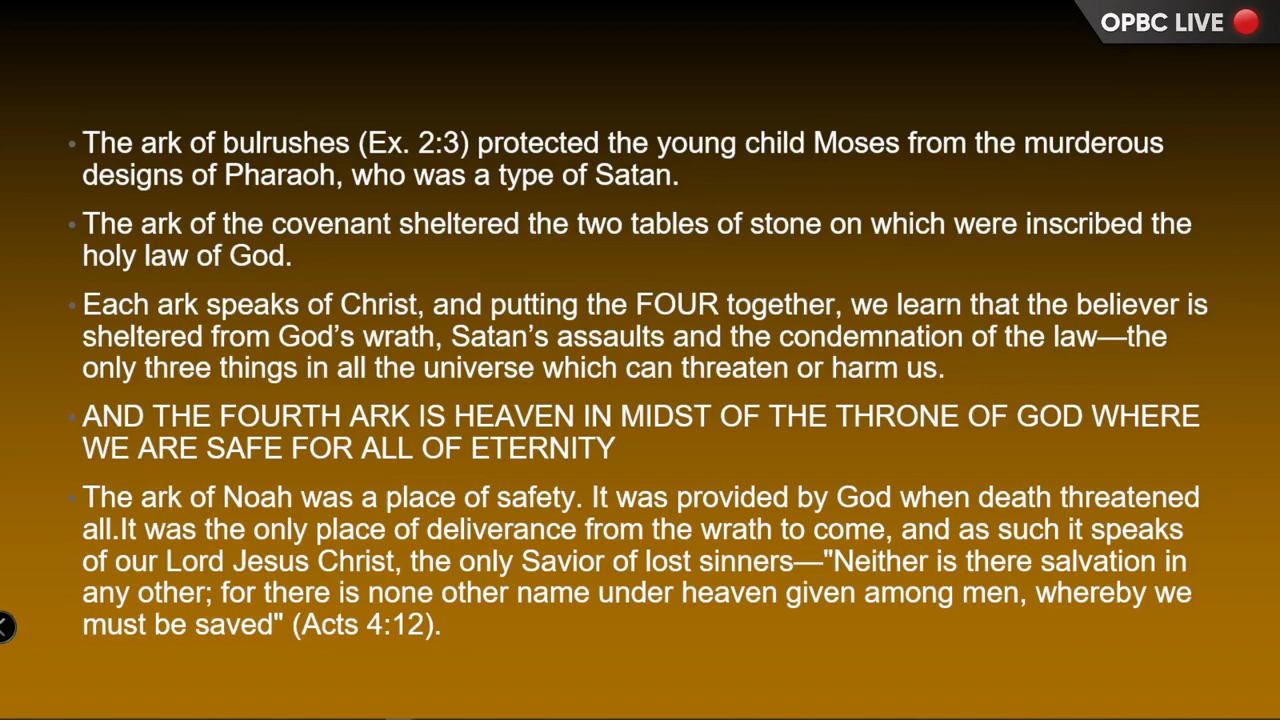 OPBC LIVE
• The ark of bulrushes (Ex. 2:3) protected the young child Moses from the murderous
designs of Pharaoh, who was a type of Satan.
• The ark of the covenant sheltered the two tables of stone on which were inscribed the
holy law of God.
• Each ark speaks of Christ, and putting the FOUR together, we learn that the believer is
sheltered from God’s wrath, Satan’s assaults and the condemnation of the law—the
only three things in all the universe which can threaten or harm us.
• AND THE FOURTH ARK IS HEAVEN IN MIDST OF THE THRONE OF GOD WHERE
WE ARE SAFE FOR ALL OF ETERNITY
• The ark of Noah was a place of safety. It was provided by God when death threatened
all.It was the only place of deliverance from the wrath to come, and as such it speaks
of our Lord Jesus Christ, the only Savior of lost sinners—"Neither is there salvation in
any other; for there is none other name under heaven given among men, whereby we
must be saved" (Acts 4:12).